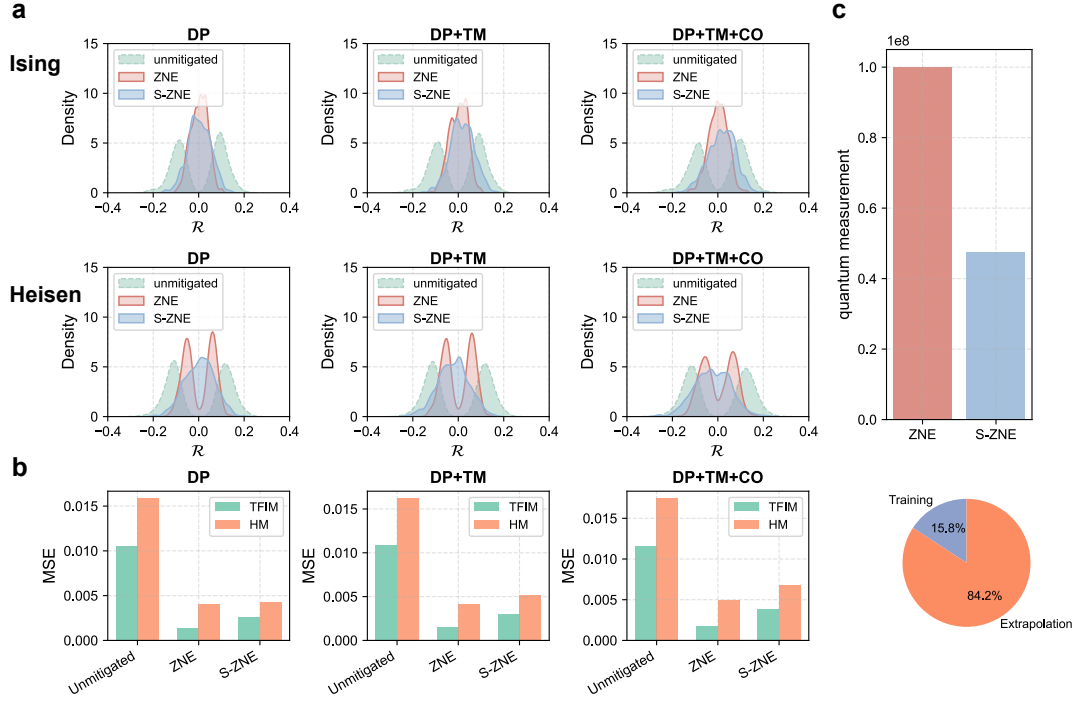 a
Ising
DP
15
10
5
0
Density
unmitigated
ZNE
S-ZNE
−0.4 −0.2 0.0 0.2 0.4
R
DP+TM
15
10
5
0
Density
unmitigated
ZNE
S-ZNE
−0.4 −0.2 0.0 0.2 0.4
R
DP+TM+CO
15
10
5
0
Density
unmitigated
ZNE
S-ZNE
−0.4 −0.2 0.0 0.2 0.4
R
Heisen
DP
15
10
5
0
Density
unmitigated
ZNE
S-ZNE
−0.4 −0.2 0.0 0.2 0.4
R
DP+TM
15
10
5
0
Density
unmitigated
ZNE
S-ZNE
−0.4 −0.2 0.0 0.2 0.4
R
DP+TM+CO
15
10
5
0
Density
unmitigated
ZNE
S-ZNE
−0.4 −0.2 0.0 0.2 0.4
R
b
DP
0.015
0.010
0.005
0.000
MSE
TFIM
HM
Unmitigated ZNE S-ZNE
DP+TM
0.015
0.010
0.005
0.000
MSE
TFIM
HM
Unmitigated ZNE S-ZNE
DP+TM+CO
0.015
0.010
0.005
0.000
MSE
TFIM
HM
Unmitigated ZNE S-ZNE
c
1e8
1.0
0.8
0.6
0.4
0.2
0.0
quantum measurement
ZNE S-ZNE
Training
15.8%
84.2%
Extrapolation